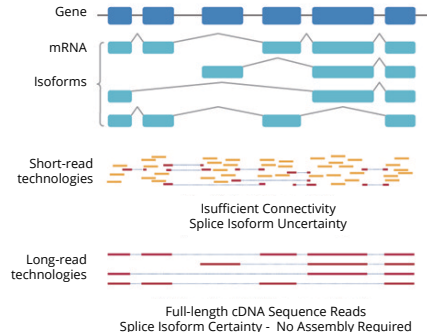 Gene
mRNA
Isoforms
Short-read
technologies
Isufficient Connectivity
Splice Isoform Uncertainty
Long-read
technologies
Full-length cDNA Sequence Reads
Splice Isoform Certainty - No Assembly Required